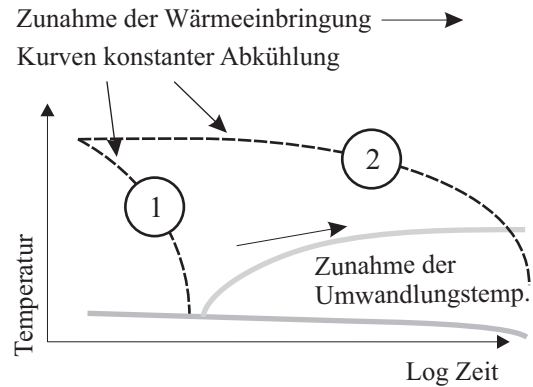 Zunahme der Wärmeeinbringung
Kurven konstanter Abkühlung
2
1
Zunahme der
Umwandlungstemp.
Temperatur
Log Zeit